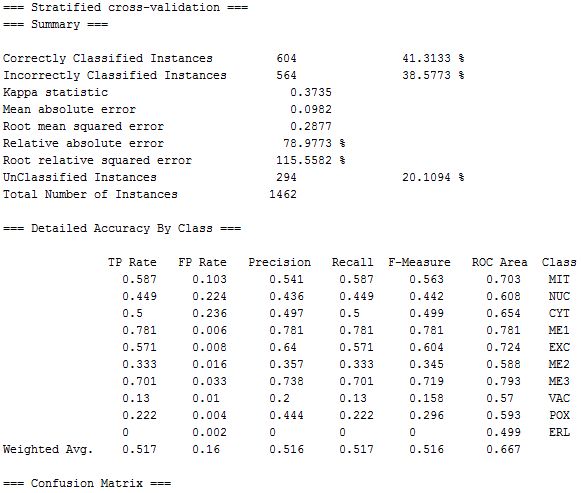 === Stratified cross-validation ===
=== Summary ===
Correctly Classified Instances 604 41.3133 %
Incorrectly Classified Instances 564 38.5773 %
Kappa statistic 0.3735
Mean absolute error 0.0982
Root mean squared error 0.2877
Relative absolute error 78.9773 %
Root relative squared error 115.5582 %
UnClassified Instances 294 20.1094 %
Total Number of Instances 1462
=== Detailed Accuracy By Class ===
TP Rate FP Rate Precision Recall F-Measure ROC Area Class
0.587 0.103 0.541 0.587 0.563 0.703 MIT
0.449 0.224 0.436 0.449 0.442 0.608 NUC
0.5 0.236 0.497 0.5 0.499 0.654 CYT
0.781 0.006 0.781 0.781 0.781 0.781 ME1
0.571 0.008 0.64 0.571 0.604 0.724 EXC
0.333 0.016 0.357 0.333 0.345 0.588 ME2
0.701 0.033 0.738 0.701 0.719 0.793 ME3
0.13 0.01 0.2 0.13 0.158 0.57 VAC
0.222 0.004 0.444 0.222 0.296 0.593 POX
0 0.002 0 0 0 0.499 ERL
Weighted Avg. 0.517 0.16 0.516 0.517 0.516 0.667
=== Confusion Matrix ===